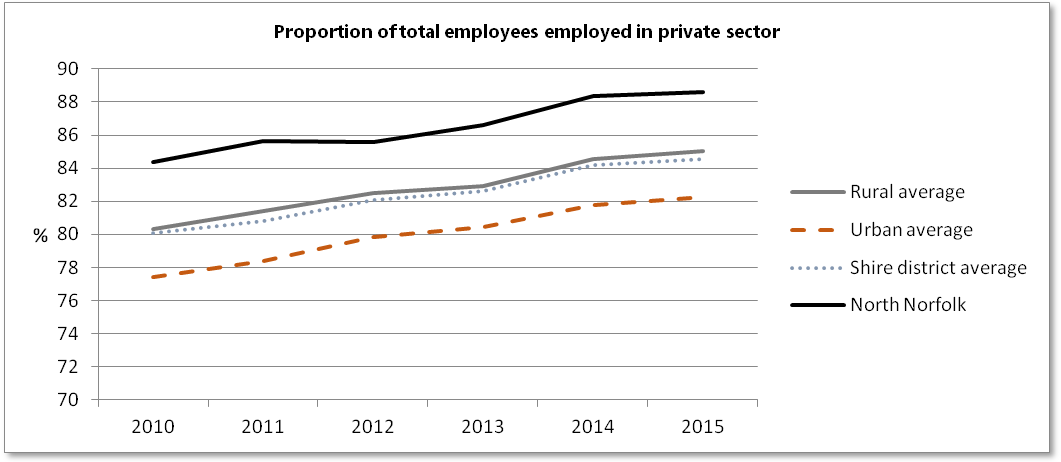 Proportion of total employees employed in private sector
90
88
86
84
82
80
78
76
74
72
70
%
2010 2011 2012 2013 2014 2015
Rural average
Urban average
Shire district average
North Norfolk